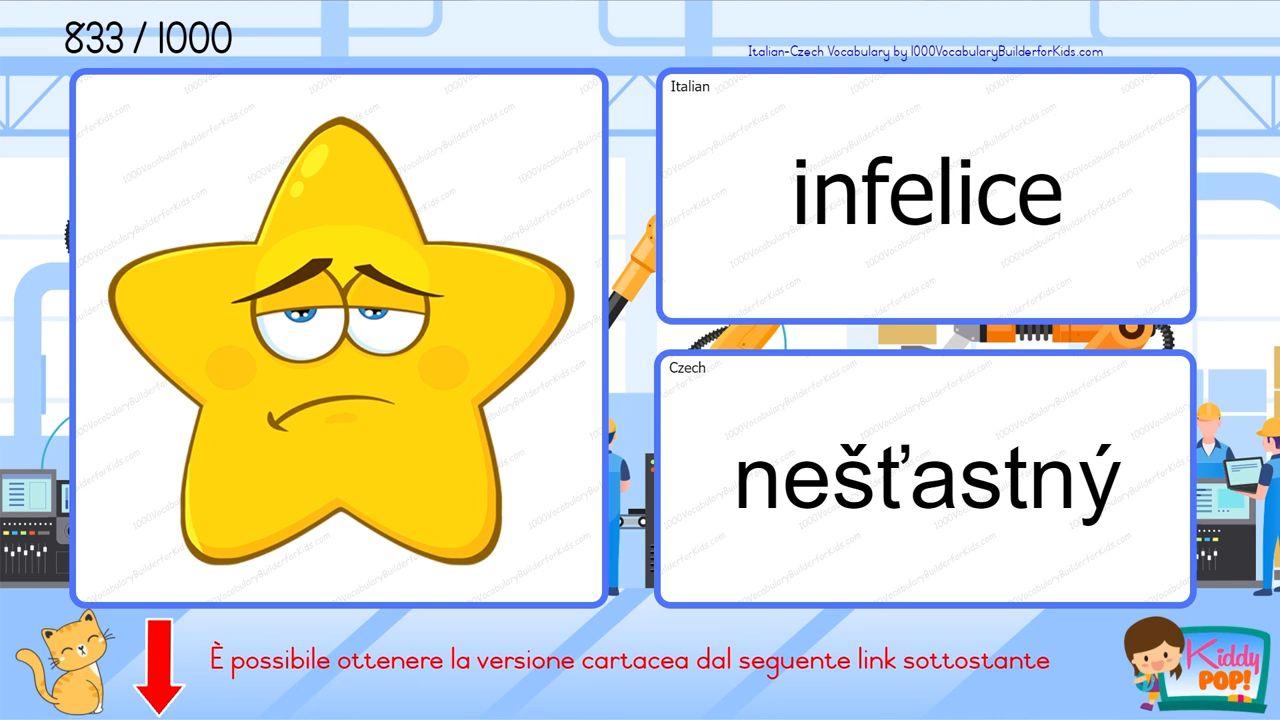 833 / 1000
Italian-Czech Vocabulary by 1000VocabularyBuilderforKids.com
Italian
infelice
Czech
nešťastný
È possibile ottenere la versione cartacea dal seguente link sottostante
Kiddy
POP!